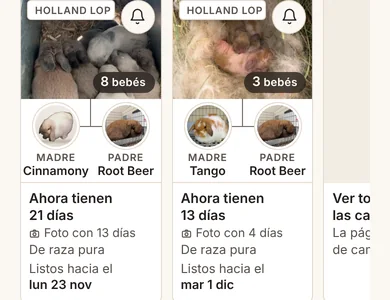 HOLLAND LOP
8 bebés
MADRE
Cinnamony
PADRE
Root Beer
Ahora tienen
21 días
Foto con 13 días
De raza pura
Listos hacia el
lun 23 nov
HOLLAND LOP
3 bebés
MADRE
Tango
PADRE
Root Beer
Ahora tienen
13 días
Foto con 4 días
De raza pura
Listos hacia el
mar 1 dic
Ver to
las ca
La pág
de can